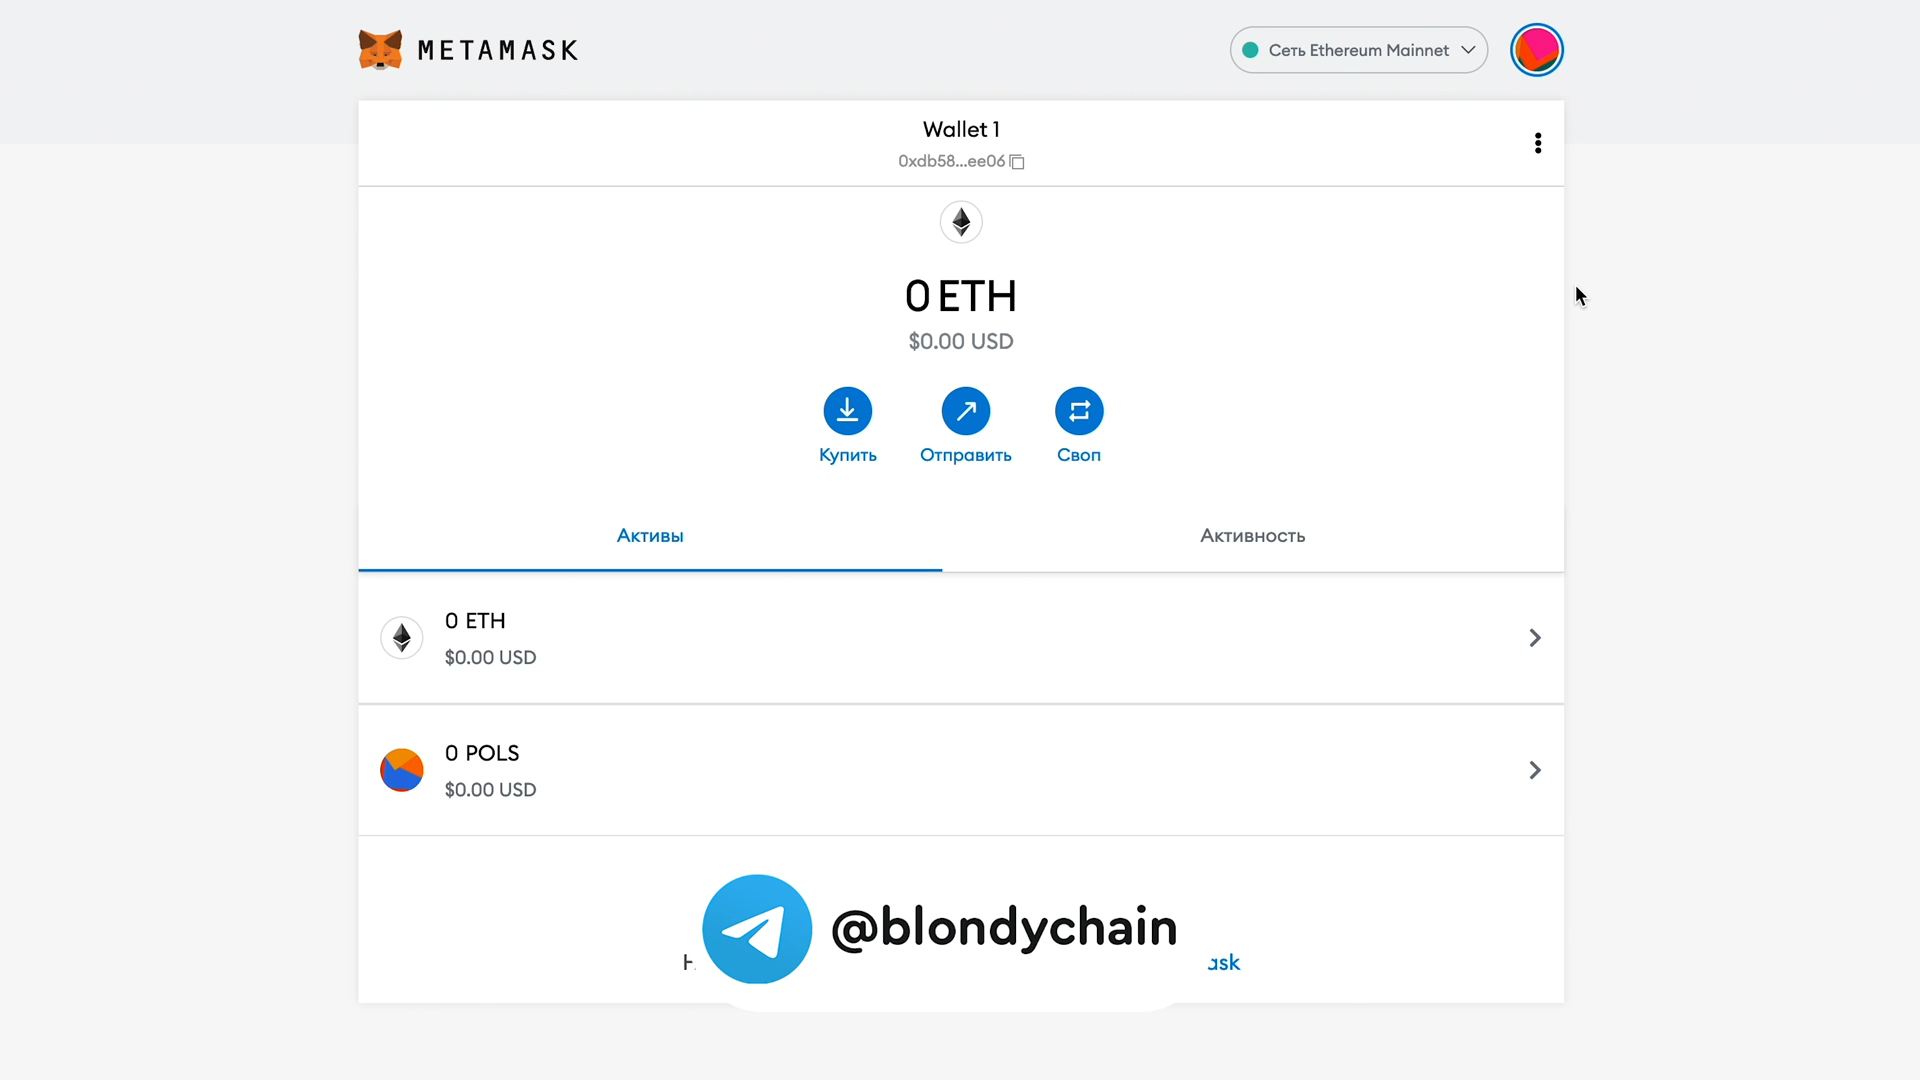 METAMASK
Сеть Ethereum Mainnet
Wallet 1
0xdb58...ee06
0 ETH
$0.00 USD
Купить
Отправить
Своп
Активы
Активность
0 ETH
$0.00 USD
0 POLS
$0.00 USD
@blondychain
ask